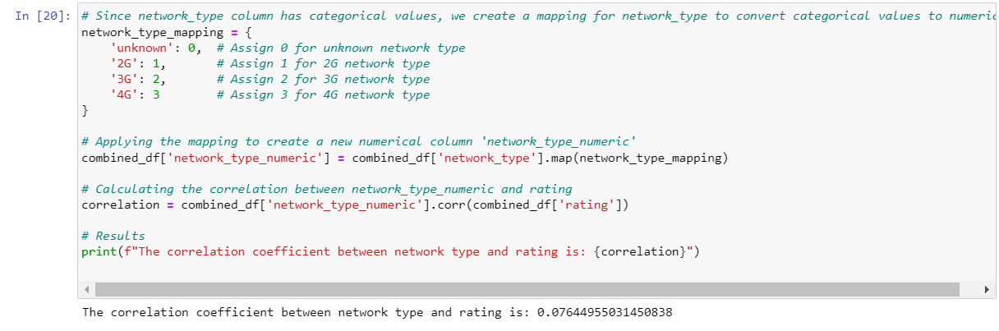 In [20]: # Since network_type column has categorical values, we create a mapping for network_type to convert categorical values to numeric
network_type_mapping = {
    'unknown': 0,  # Assign 0 for unknown network type
    '2G': 1,       # Assign 1 for 2G network type
    '3G': 2,       # Assign 2 for 3G network type
    '4G': 3        # Assign 3 for 4G network type
}
# Applying the mapping to create a new numerical column 'network_type_numeric'
combined_df['network_type_numeric'] = combined_df['network_type'].map(network_type_mapping)
# Calculating the correlation between network_type_numeric and rating
correlation = combined_df['network_type_numeric'].corr(combined_df['rating'])
# Results
print(f"The correlation coefficient between network type and rating is: {correlation}")
The correlation coefficient between network type and rating is: 0.07644955031450838